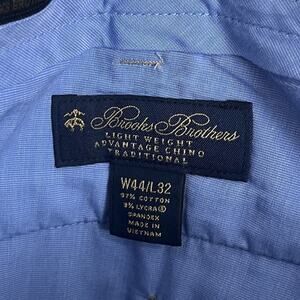 Brooks Brothers
LIGHT WEIGHT
ADVANTAGE CHINO
TRADITIONAL
W44/L32
97% COTTON
3% LYCRA®
SPANDEX
MADE IN
VIETNAM